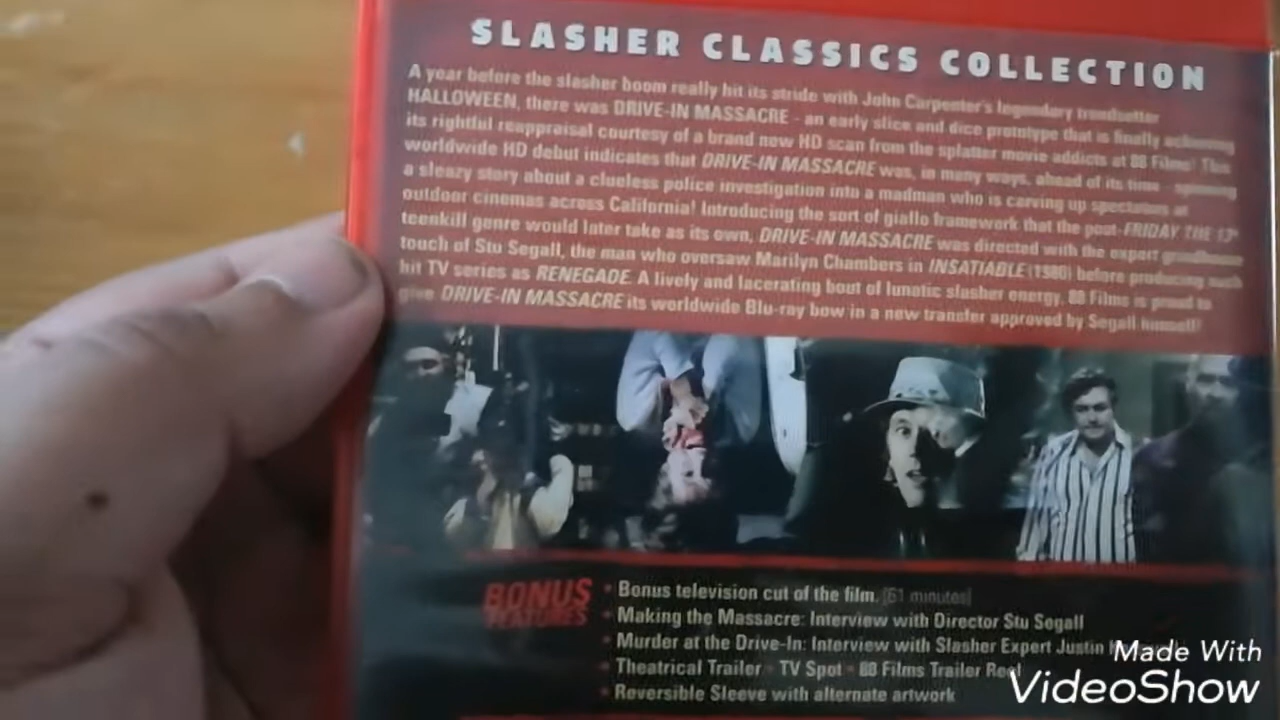 SLASHER CLASSICS COLLECTION
A year before the slasher boom really hit its stride with John Carpenter's legendary trendsetter
HALLOWEEN, there was DRIVE-IN MASSACRE - an early slice and dice prototype that is finally achieving
its rightful reappraisal courtesy of a brand new HD scan from the splatter movie addicts at 88 Films! This
worldwide HD debut indicates that DRIVE-IN MASSACRE was, in many ways, ahead of its time - spinning
a sleazy story about a clueless police investigation into a madman who is carving up spectators at
outdoor cinemas across California! Introducing the sort of giallo framework that the post-FRIDAY THE 13th
teenkill genre would later take as its own, DRIVE-IN MASSACRE was directed with the expert grindhouse
touch of Stu Segall, the man who oversaw Marilyn Chambers in INSATIABLE (1980) before producing such
hit TV series as RENEGADE. A lively and lacerating bout of lunatic slasher energy, 88 Films is proud to
give DRIVE-IN MASSACRE its worldwide Blu-ray bow in a new transfer approved by Segall himself!
BONUS
FEATURES
• Bonus television cut of the film. [61 minutes]
• Making the Massacre: Interview with Director Stu Segall
• Murder at the Drive-In: Interview with Slasher Expert Justin
• Theatrical Trailer • TV Spot • 88 Films Trailer Reel
• Reversible Sleeve with alternate artwork
Made With
VideoShow